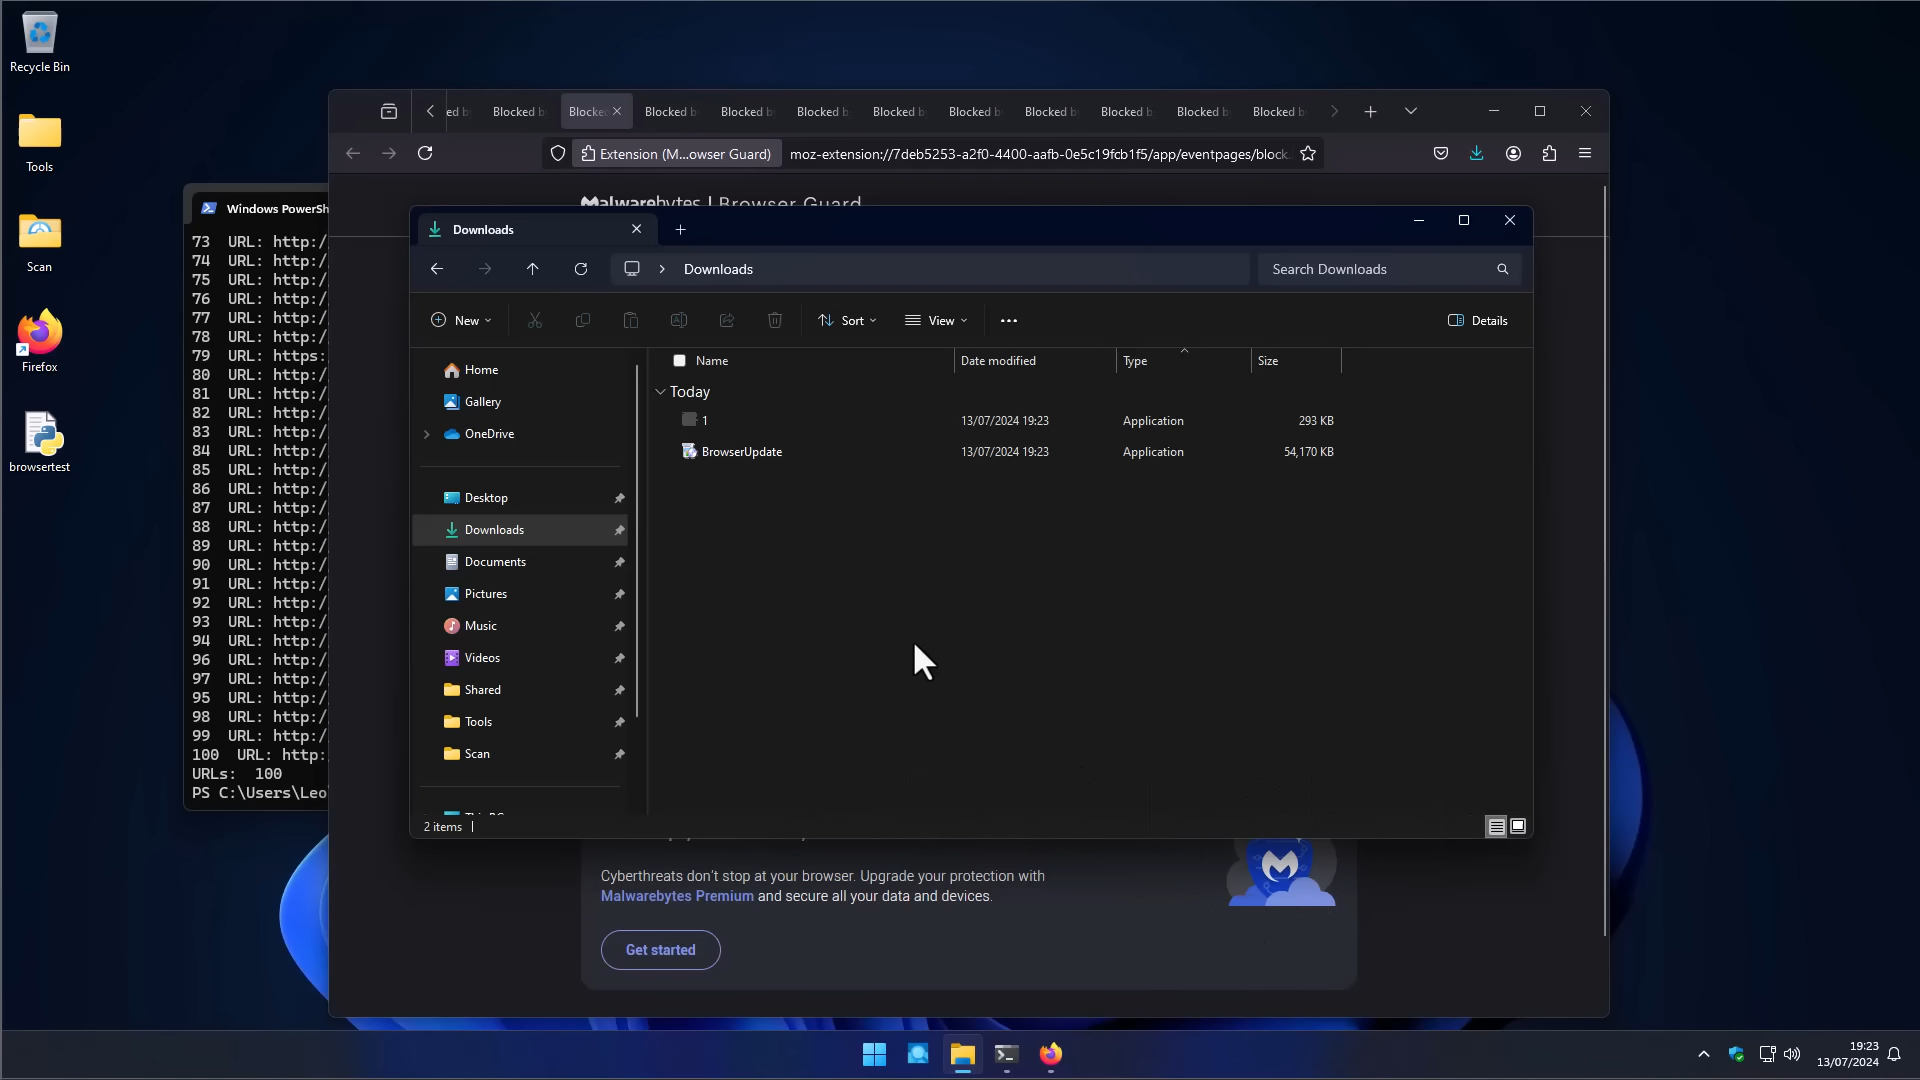 Recycle Bin
Tools
Scan
Firefox
browsertest
Windows PowerSh
73 URL: http:/
74 URL: http:/
75 URL: http:/
76 URL: http:/
77 URL: http:/
78 URL: http:/
79 URL: https:
80 URL: http:/
81 URL: http:/
82 URL: http:/
83 URL: http:/
84 URL: http:/
85 URL: http:/
86 URL: http:/
87 URL: http:/
88 URL: http:/
89 URL: http:/
90 URL: http:/
91 URL: http:/
92 URL: http:/
93 URL: http:/
94 URL: http:/
96 URL: http:/
97 URL: http:/
95 URL: http:/
98 URL: http:/
99 URL: http:/
100 URL: http:
URLs: 100
PS C:\Users\Leo
ed b Blocked b Blocke Blocked b Blocked b Blocked b Blocked b Blocked b Blocked b Blocked b Blocked b Blocked b
Extension (M...owser Guard) moz-extension://7deb5253-a2f0-4400-aafb-0e5c19fcb1f5/app/eventpages/block.
Malwarebytes | Browser Guard
Downloads
Downloads
Search Downloads
New
Sort
View
Details
Home
Gallery
OneDrive
Desktop
Downloads
Documents
Pictures
Music
Videos
Shared
Tools
Scan
Name Date modified Type Size
Today
1 13/07/2024 19:23 Application 293 KB
BrowserUpdate 13/07/2024 19:23 Application 54,170 KB
2 items
Cyberthreats don't stop at your browser. Upgrade your protection with
Malwarebytes Premium and secure all your data and devices.
Get started
19:23
13/07/2024